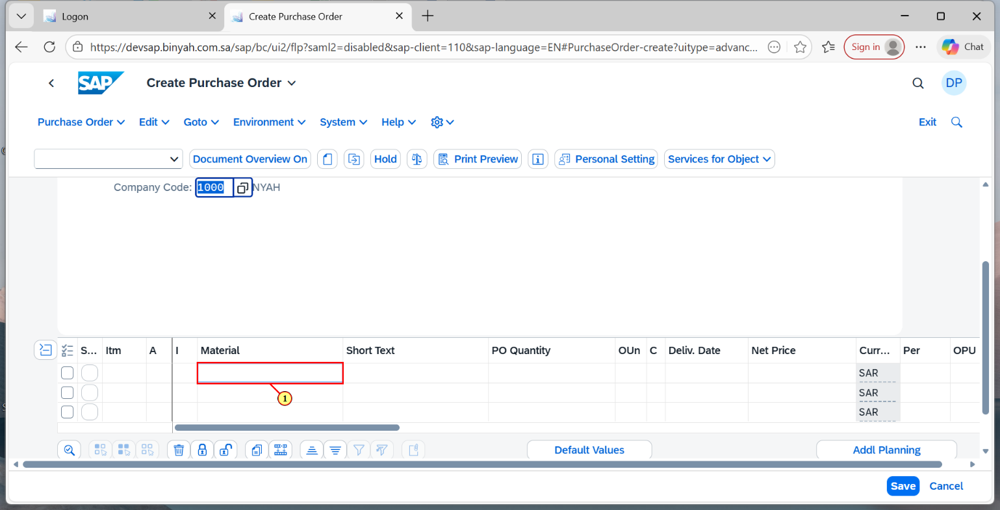 Logon
Create Purchase Order
https://devsap.binyah.com.sa/sap/bc/ui2/flp?saml2=disabled&sap-client=110&sap-language=EN#PurchaseOrder-create?uitype=advanc...
Sign in
Chat
SAP
Create Purchase Order
DP
Purchase Order Edit Goto Environment System Help
Exit
Document Overview On
Hold
Print Preview
Personal Setting
Services for Object
Company Code: 1000 NYAH
S... Itm A I Material Short Text PO Quantity OUn C Deliv. Date Net Price Curr... Per OPU
SAR
1
SAR
SAR
Default Values
Addl Planning
Save Cancel